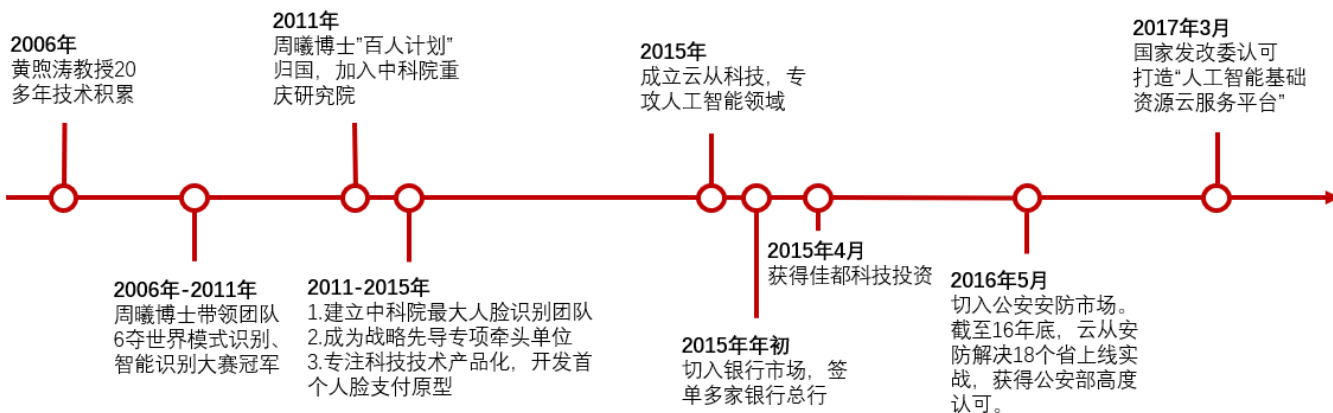 2006年
黄煦涛教授20
多年技术积累
2006年-2011年
周曦博士带领团队
6夺世界模式识别、
智能识别大赛冠军
2011年
周曦博士”百人计划”
归国，加入中科院重
庆研究院
2011-2015年
1.建立中科院最大人脸识别团队
2.成为战略先导专项牵头单位
3.专注科技技术产品化，开发首
个人脸支付原型
2015年
成立云从科技，专
攻人工智能领域
2015年年初
切入银行市场，签
单多家银行总行
2015年4月
获得佳都科技投资
2016年5月
切入公安安防市场。
截至16年底，云从安
防解决18个省上线实
战，获得公安部高度
认可。
2017年3月
国家发改委认可
打造“人工智能基础
资源云服务平台”